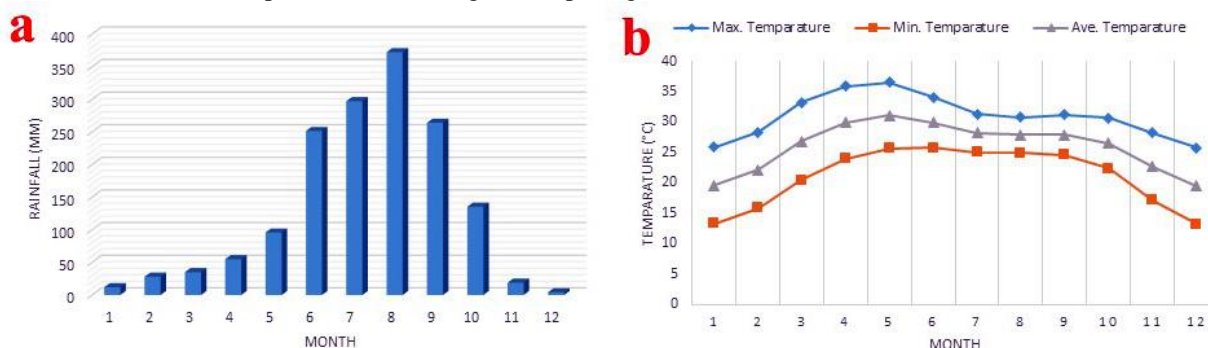 a
400
350
300
250
200
150
100
50
0
RAINFALL (MM)
1 2 3 4 5 6 7 8 9 10 11 12
MONTH
b
Max. Temparature Min. Temparature Ave. Temparature
40
35
30
25
20
15
10
5
0
TEMPARATURE (°C)
1 2 3 4 5 6 7 8 9 10 11 12
MONTH